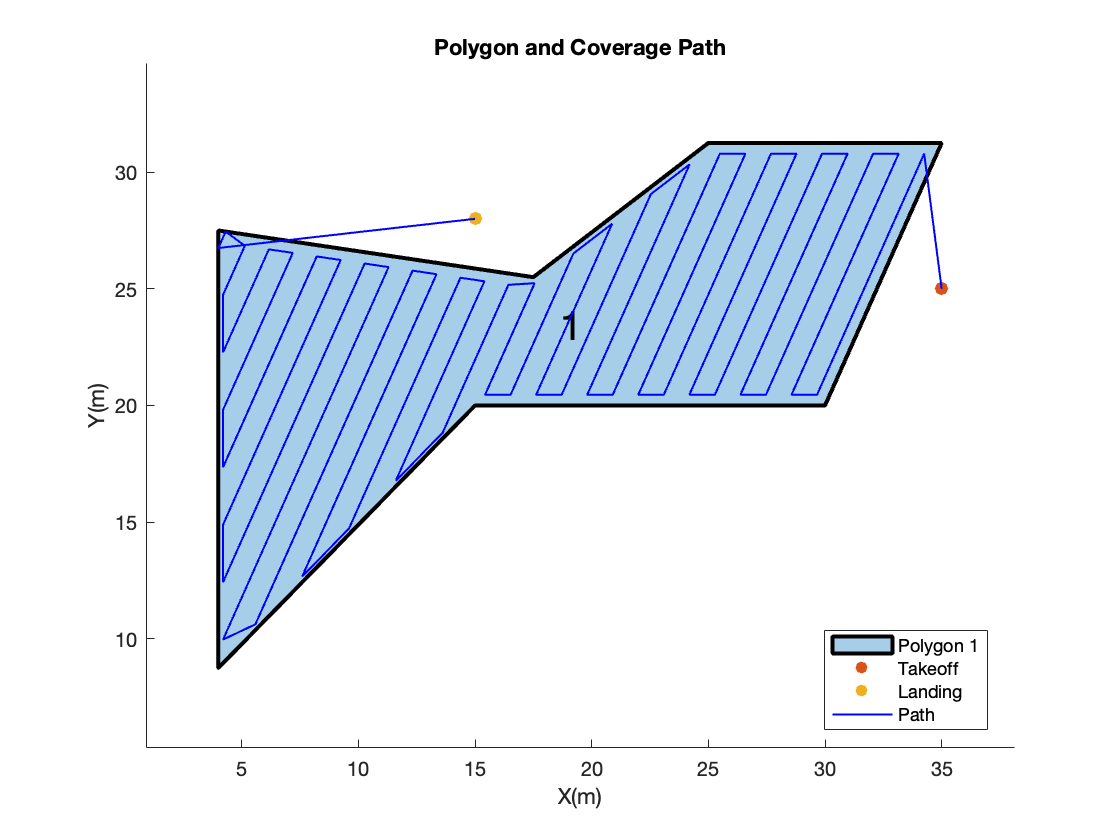 Polygon and Coverage Path
30
25
20
15
10
Y(m)
1
5 10 15 20 25 30 35
X(m)
Polygon 1
Takeoff
Landing
Path